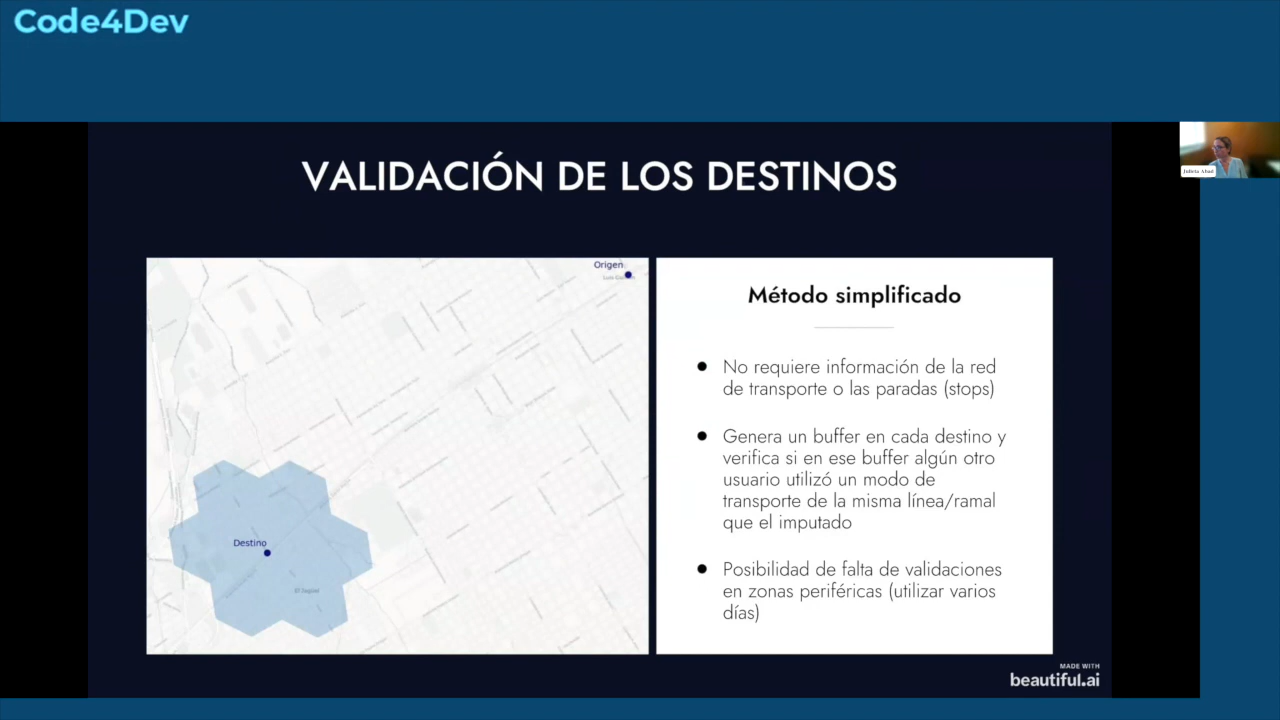 Code4Dev
VALIDACIÓN DE LOS DESTINOS
Origen
Destino
Método simplificado
● No requiere información de la red
de transporte o las paradas (stops)
● Genera un buffer en cada destino y
verifica si en ese buffer algún otro
usuario utilizó un modo de
transporte de la misma línea/ramal
que el imputado
● Posibilidad de falta de validaciones
en zonas periféricas (utilizar varios
días)
Julieta Abad
MADE WITH
beautiful.ai